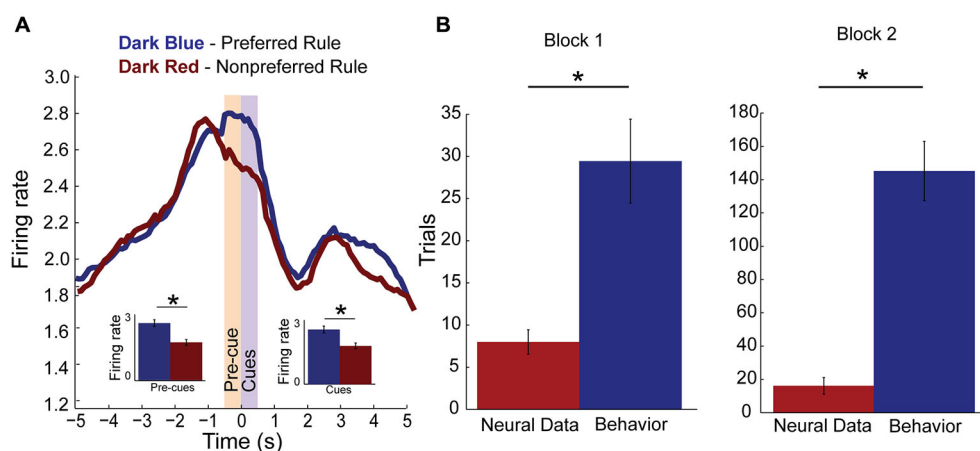 A
Dark Blue - Preferred Rule
Dark Red - Nonpreferred Rule
Firing rate
3.0
2.8
2.6
2.4
2.2
2.0
1.8
1.6
1.4
1.2
−5 −4 −3 −2 −1 0 1 2 3 4 5
Time (s)
Pre-cue
Cues
Firing rate
3
0
*
Pre-cues
Firing rate
3
0
*
Cues
B
Block 1
*
Trials
35
30
25
20
15
10
5
0
Neural Data Behavior
Block 2
*
180
160
140
120
100
80
60
40
20
0
Neural Data Behavior